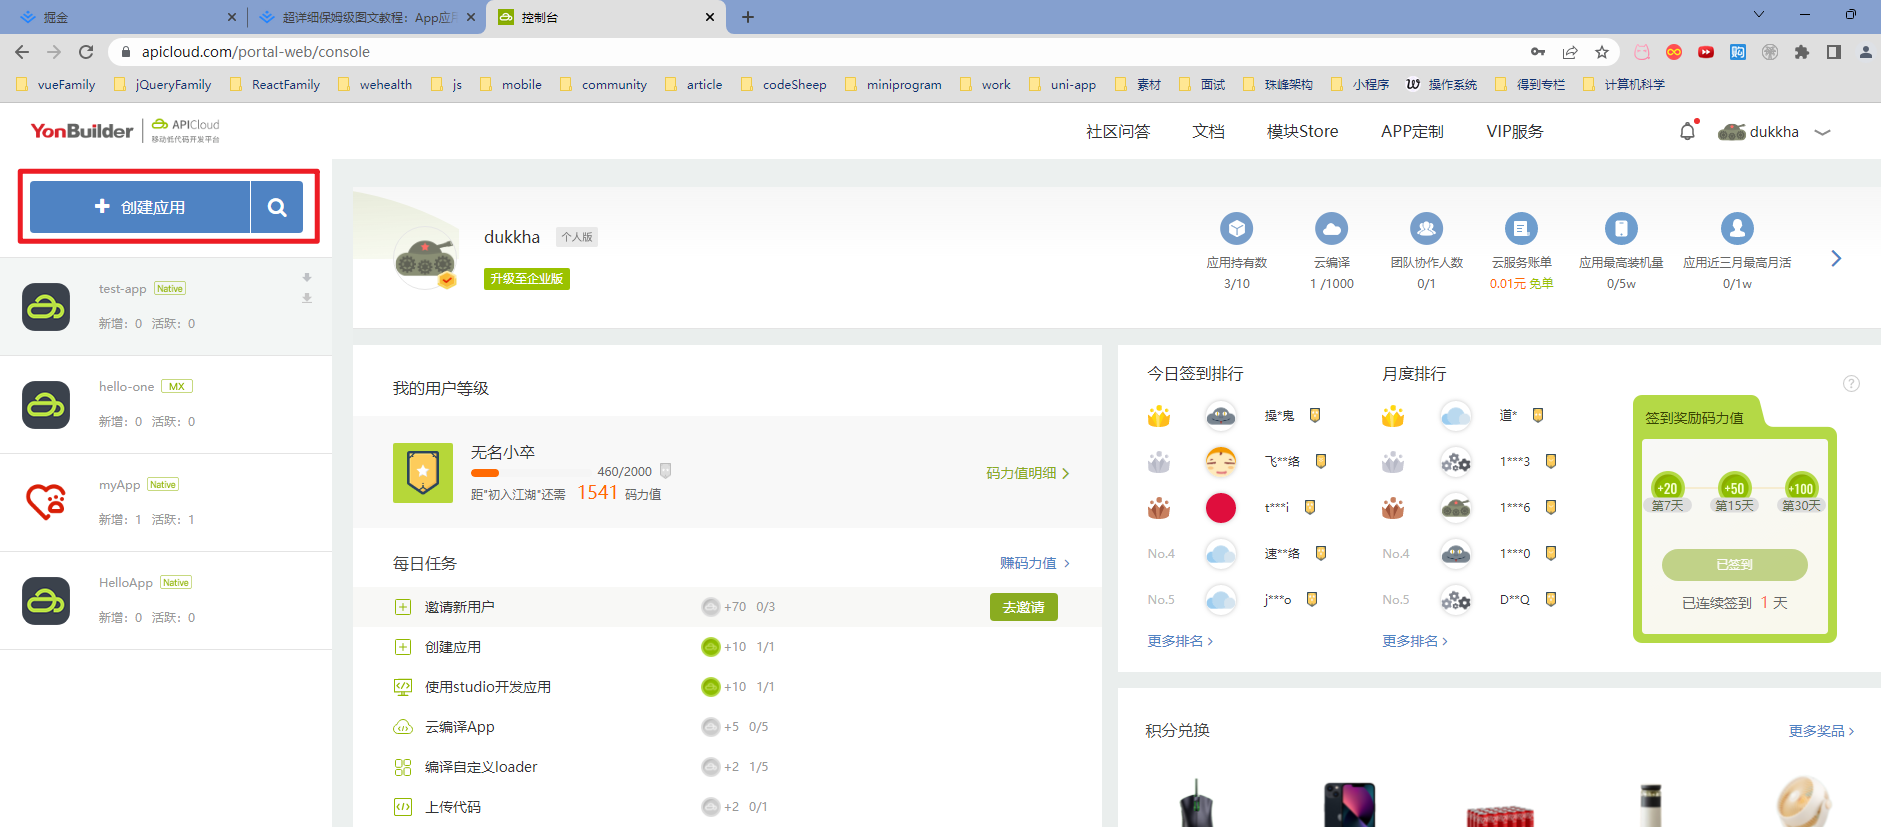 掘金
超详细保姆级图文教程：App应
控制台
apicloud.com/portal-web/console
vueFamily jQueryFamily ReactFamily wehealth js mobile community article codeSheep miniprogram work uni-app 素材 面试 珠峰架构 小程序 操作系统 得到专栏 计算机科学
YonBuilder APICloud
移动低代码开发平台
社区问答 文档 模块Store APP定制 VIP服务
dukkha
创建应用
test-app Native
新增：0 活跃：0
hello-one MX
新增：0 活跃：0
myApp Native
新增：1 活跃：1
HelloApp Native
新增：0 活跃：0
dukkha 个人版
升级至企业版
应用持有数 云编译 团队协作人数 云服务账单 应用最高装机量 应用近三月最高月活
3/10 1 /1000 0/1 0.01元 免单 0/5w 0/1w
我的用户等级
无名小卒
460/2000
距"初入江湖"还需 1541 码力值
码力值明细
每日任务
赚码力值
邀请新用户 +70 0/3 去邀请
创建应用 +10 1/1
使用studio开发应用 +10 1/1
云编译App +5 0/5
编译自定义loader +2 1/5
上传代码 +2 0/1
今日签到排行
操*鬼
飞**络
t***i
No.4 速**络
No.5 j***o
更多排名
月度排行
道*
1***3
1***6
No.4 1***0
No.5 D**Q
更多排名
?
签到奖励码力值
+20 +50 +100
第7天 第15天 第30天
已签到
已连续签到 1 天
积分兑换
更多奖品